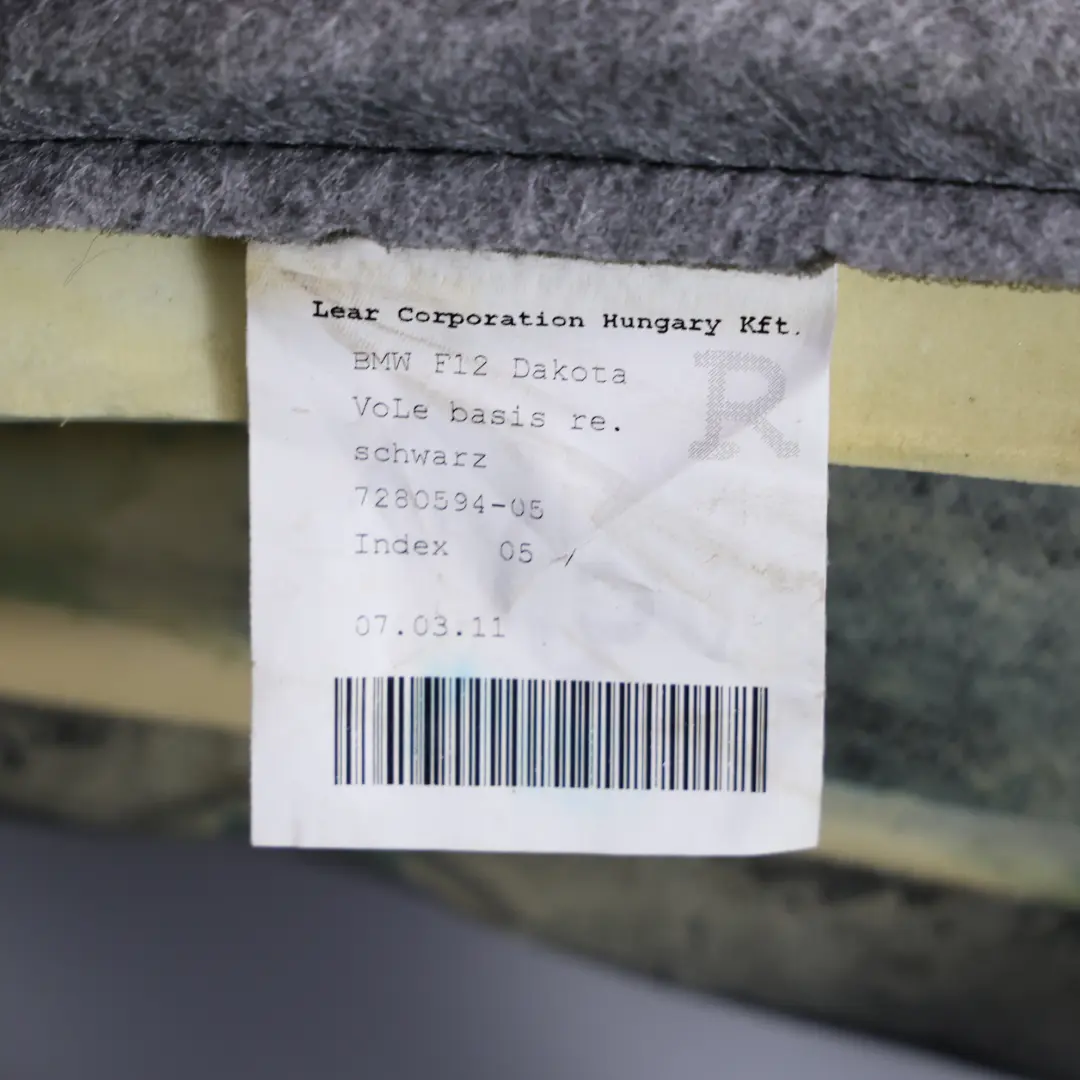 Lear Corporation Hungary Kft.
BMW F12 Dakota
R
VoLe basis re.
schwarz
7280594-05
Index 05 /
07.03.11